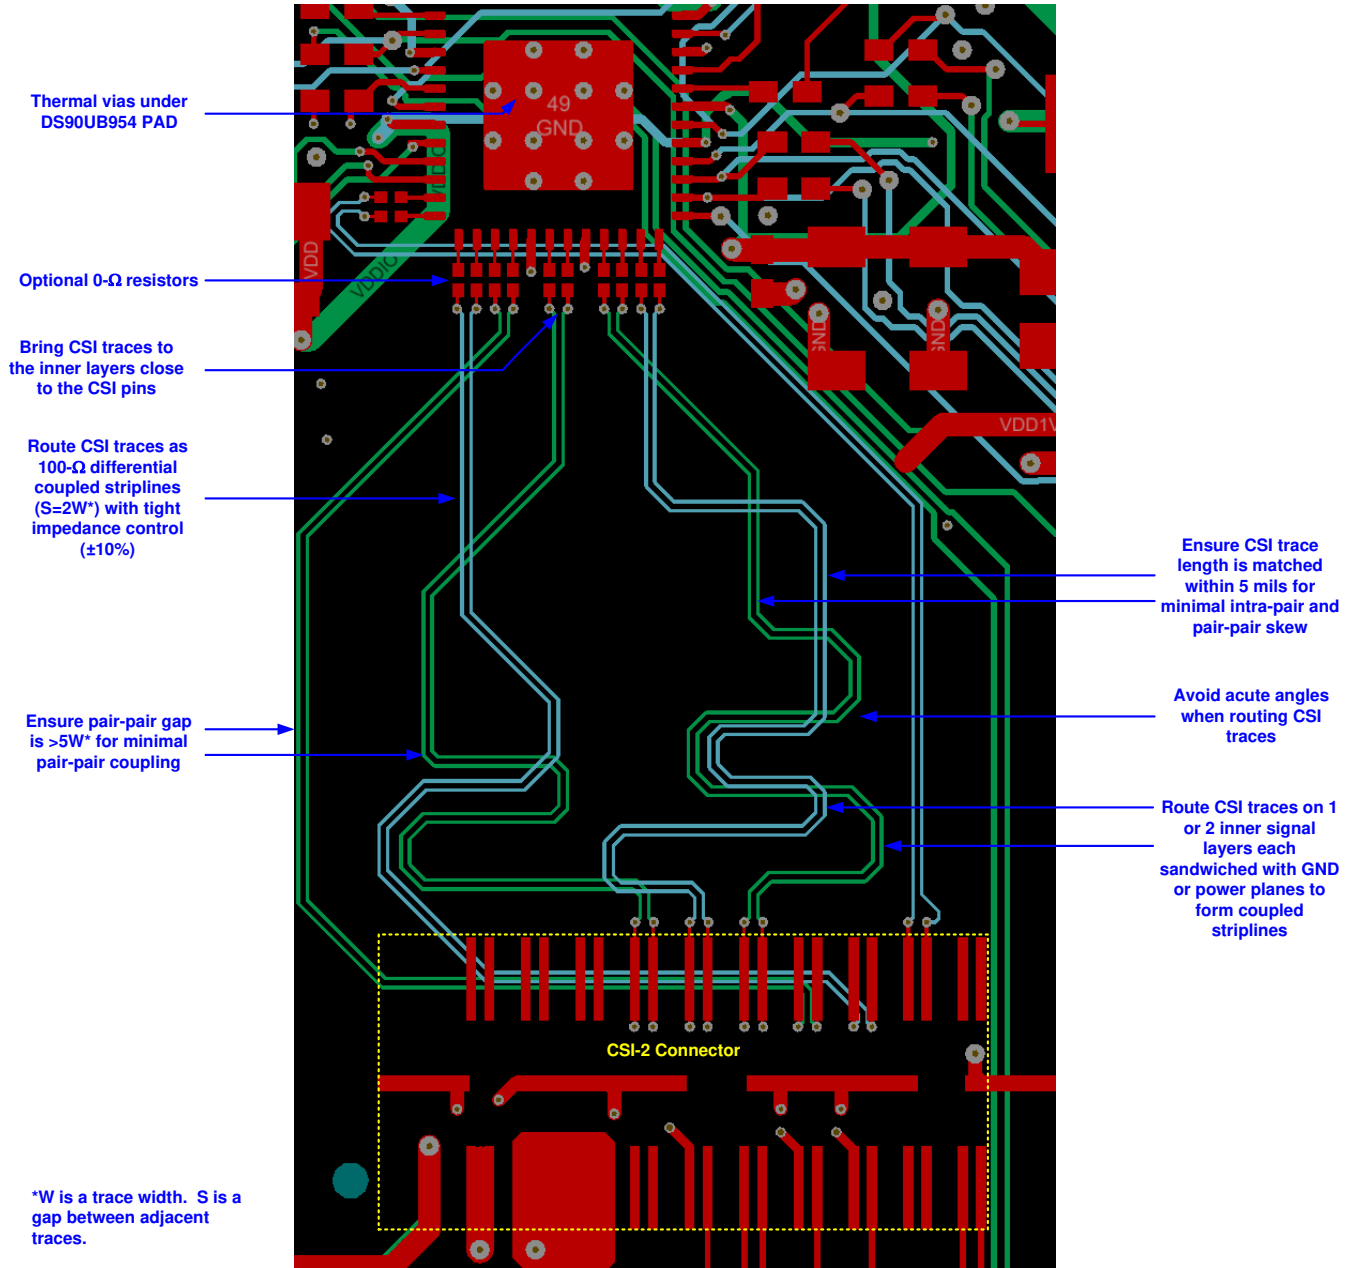 Thermal vias under
DS90UB954 PAD
Optional 0-Ω resistors
Bring CSI traces to
the inner layers close
to the CSI pins
Route CSI traces as
100-Ω differential
coupled striplines
(S=2W*) with tight
impedance control
(±10%)
Ensure pair-pair gap
is >5W* for minimal
pair-pair coupling
*W is a trace width. S is a
gap between adjacent
traces.
49
GND
VDDIO
VDD
VDDIO
GND
GND
VDD1V
CSI-2 Connector
Ensure CSI trace
length is matched
within 5 mils for
minimal intra-pair and
pair-pair skew
Avoid acute angles
when routing CSI
traces
Route CSI traces on 1
or 2 inner signal
layers each
sandwiched with GND
or power planes to
form coupled
striplines